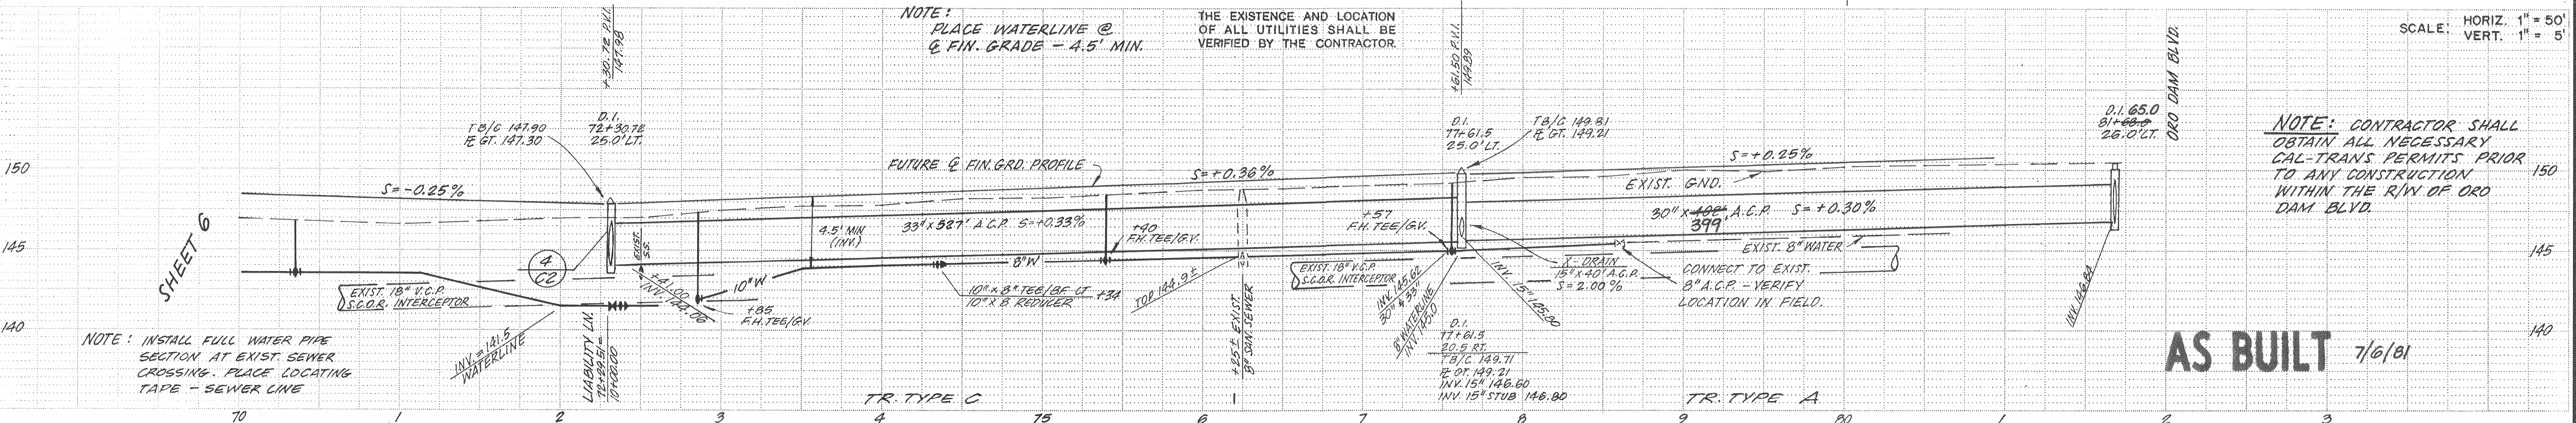 NOTE:
PLACE WATERLINE @
℄ FIN. GRADE - 4.5' MIN.
THE EXISTENCE AND LOCATION
OF ALL UTILITIES SHALL BE
VERIFIED BY THE CONTRACTOR.
SCALE: HORIZ. 1" = 50'
VERT. 1" = 5'
+30.72 P.V.I.
147.98
+61.50 P.V.I.
149.89
ORO DAM BLVD.
T B/C 147.90
℄ GT. 147.30
D.I.
72+30.72
25.0' LT.
D.I.
77+61.5
25.0' LT.
T B/C 149.81
℄ GT. 149.21
D.I. 65.0
81+68.0
26.0' LT.
NOTE: CONTRACTOR SHALL
OBTAIN ALL NECESSARY
CAL-TRANS PERMITS PRIOR
TO ANY CONSTRUCTION
WITHIN THE R/W OF ORO
DAM BLVD.
150
150
S=-0.25%
FUTURE ℄ FIN.GRD. PROFILE
S=+0.36%
S=+0.25%
EXIST. GND.
SHEET 6
33" X 527' A.C.P. S=+0.33%
30" X 402' A.C.P. S=+0.30%
399'
4.5' MIN
(INV.)
+40
F.H. TEE/G.V.
+57
F.H. TEE/G.V.
EXIST.
S.S.
145
145
EXIST. 8" WATER
4
C2
8"W
10"W
EXIST. 18" V.C.P.
S.C.O.R. INTERCEPTOR
+41.00
INV. 144.06
10" X 8" TEE/BF CT
10" X 8 REDUCER
+34
TOP 144.9±
EXIST. 18" V.C.P.
S.C.O.R. INTERCEPTOR
X-DRAIN
15" X 40' A.C.P.
S= 2.00%
CONNECT TO EXIST.
8" A.C.P. - VERIFY
LOCATION IN FIELD.
+85
F.H. TEE/G.V.
INV. 145.62
30" & 33"
8" WATERLINE
INV 145.0
INV. 15" 145.80
INV. 146.84
140
140
NOTE: INSTALL FULL WATER PIPE
SECTION AT EXIST. SEWER
CROSSING. PLACE LOCATING
TAPE - SEWER LINE
INV. = 141.5
WATERLINE
LIABILITY LN.
72+29.51=
10+00.00
+25± EXIST.
8" SAN. SEWER
D.I.
77+61.5
20.5 RT.
T B/C 149.71
℄ GT. 149.21
INV. 15" 146.60
INV. 15" STUB 146.80
AS BUILT 7/6/81
TR. TYPE C
TR. TYPE A
70 1 2 3 4 75 6 7 8 9 80 1 2 3